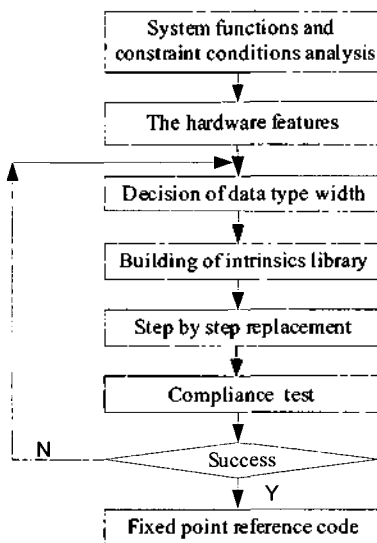 System functions and
constraint conditions analysis
The hardware features
Decision of data type width
Building of intrinsics library
Step by step replacement
Compliance test
N
Success
Y
Fixed point reference code